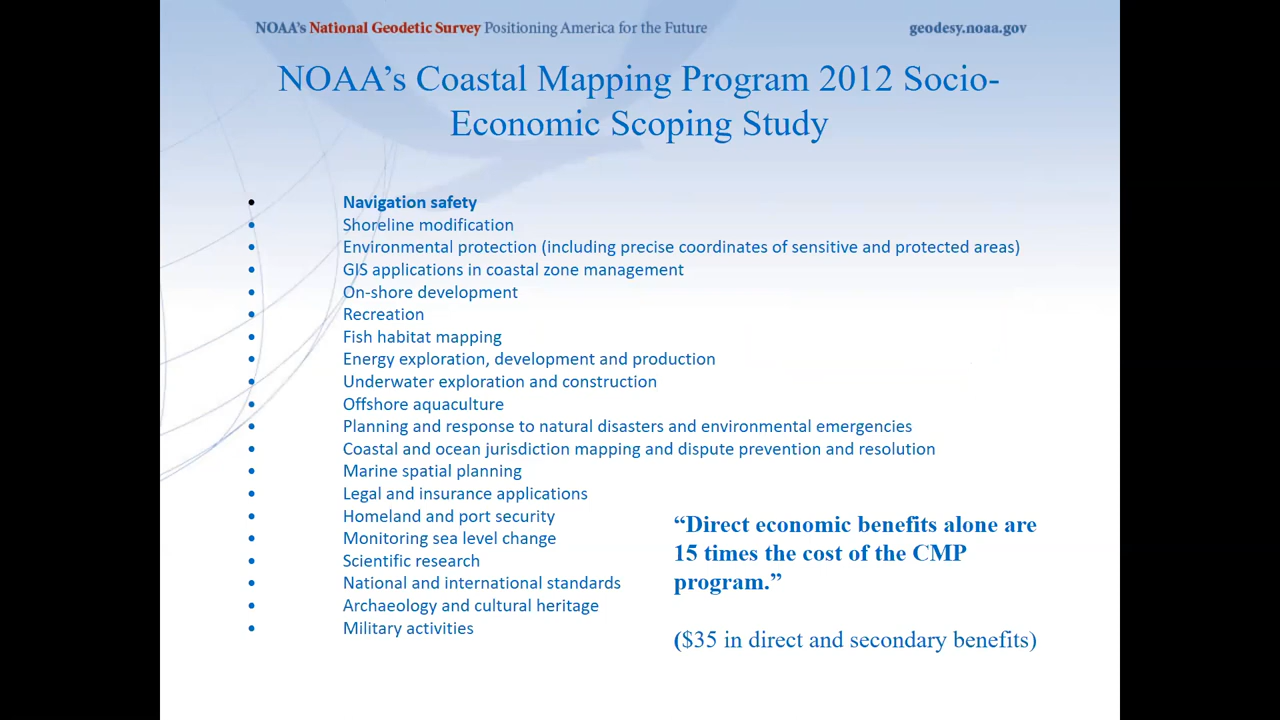 NOAA's National Geodetic Survey Positioning America for the Future
geodesy.noaa.gov
NOAA's Coastal Mapping Program 2012 Socio-
Economic Scoping Study
• Navigation safety
• Shoreline modification
• Environmental protection (including precise coordinates of sensitive and protected areas)
• GIS applications in coastal zone management
• On-shore development
• Recreation
• Fish habitat mapping
• Energy exploration, development and production
• Underwater exploration and construction
• Offshore aquaculture
• Planning and response to natural disasters and environmental emergencies
• Coastal and ocean jurisdiction mapping and dispute prevention and resolution
• Marine spatial planning
• Legal and insurance applications
• Homeland and port security
• Monitoring sea level change
• Scientific research
• National and international standards
• Archaeology and cultural heritage
• Military activities
“Direct economic benefits alone are
15 times the cost of the CMP
program.”
($35 in direct and secondary benefits)